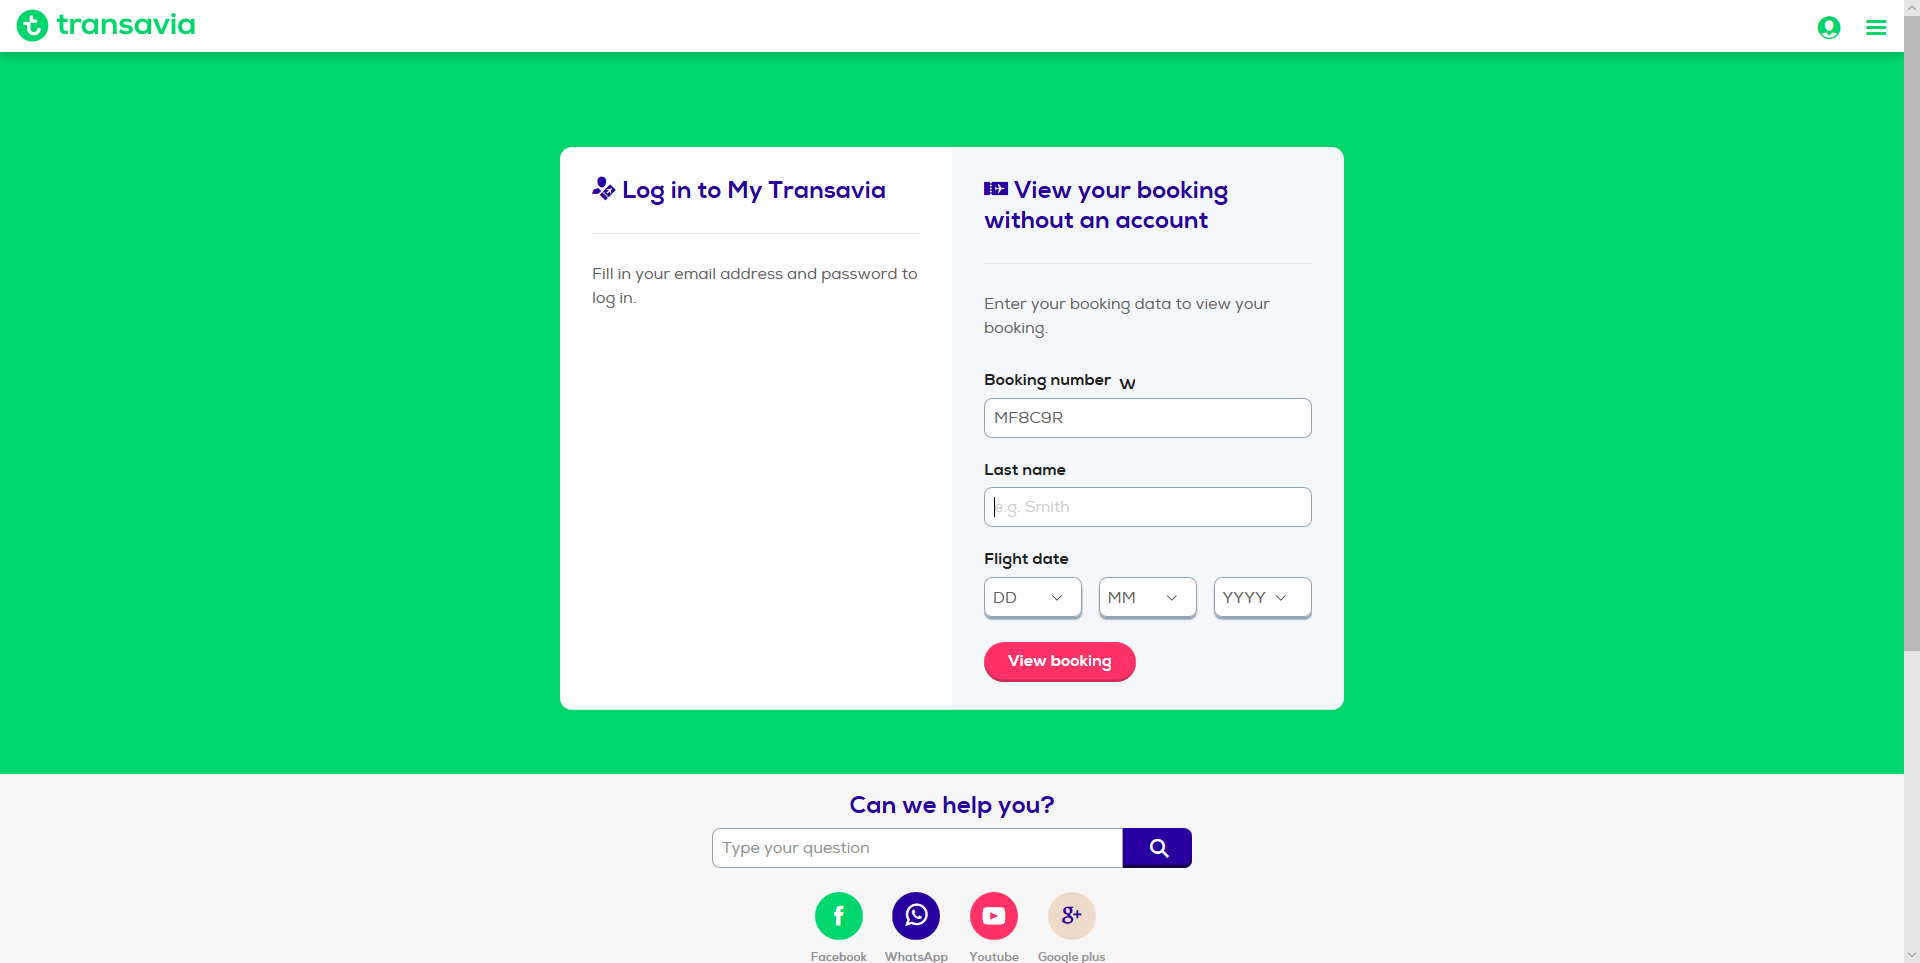 transavia
Log in to My Transavia
Fill in your email address and password to
log in.
View your booking
without an account
Enter your booking data to view your
booking.
Booking number w
MF8C9R
Last name
e.g. Smith
Flight date
DD MM YYYY
View booking
Can we help you?
Type your question
Facebook WhatsApp Youtube Google plus